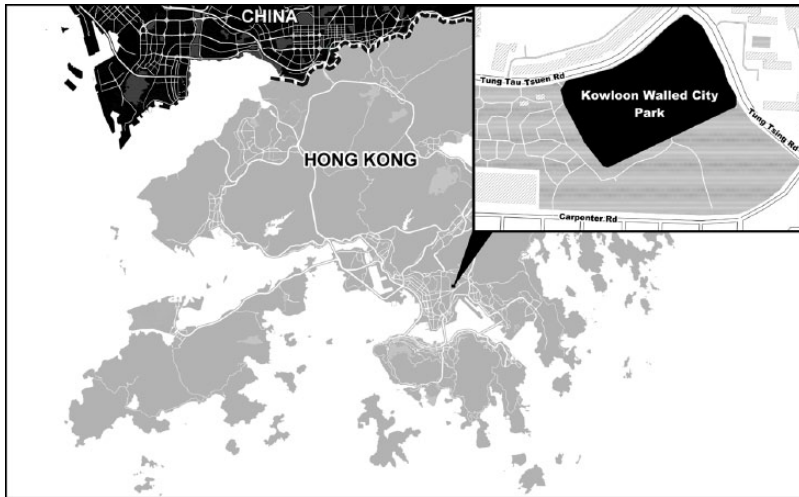 CHINA
HONG KONG
Tung Tau Tsuen Rd
Kowloon Walled City
Park
Tung Tsing Rd
Carpenter Rd